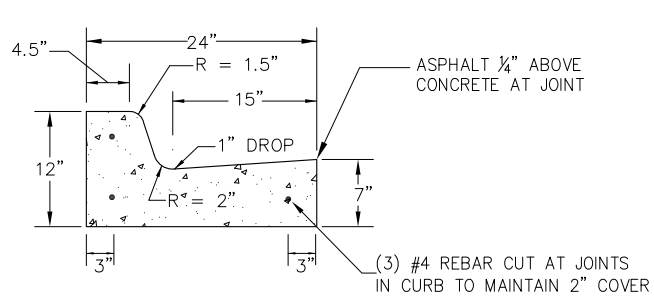 24”
4.5”
R = 1.5”
ASPHALT ¼” ABOVE
CONCRETE AT JOINT
15”
1” DROP
12”
7”
R = 2”
3”
3”
(3) #4 REBAR CUT AT JOINTS
IN CURB TO MAINTAIN 2” COVER